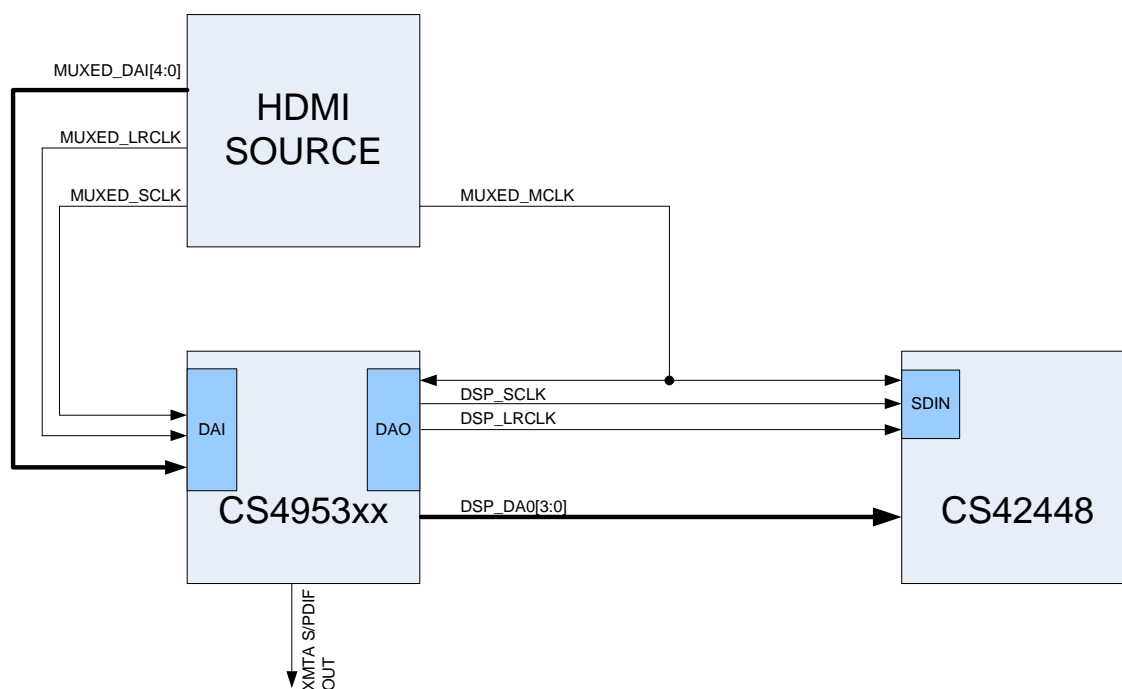 MUXED_DAI[4:0]
HDMI
SOURCE
MUXED_LRCLK
MUXED_SCLK
MUXED_MCLK
DSP_SCLK
DAI
DAO
SDIN
DSP_LRCLK
CS4953xx
DSP_DA0[3:0]
CS42448
XMTA S/PDIF
OUT